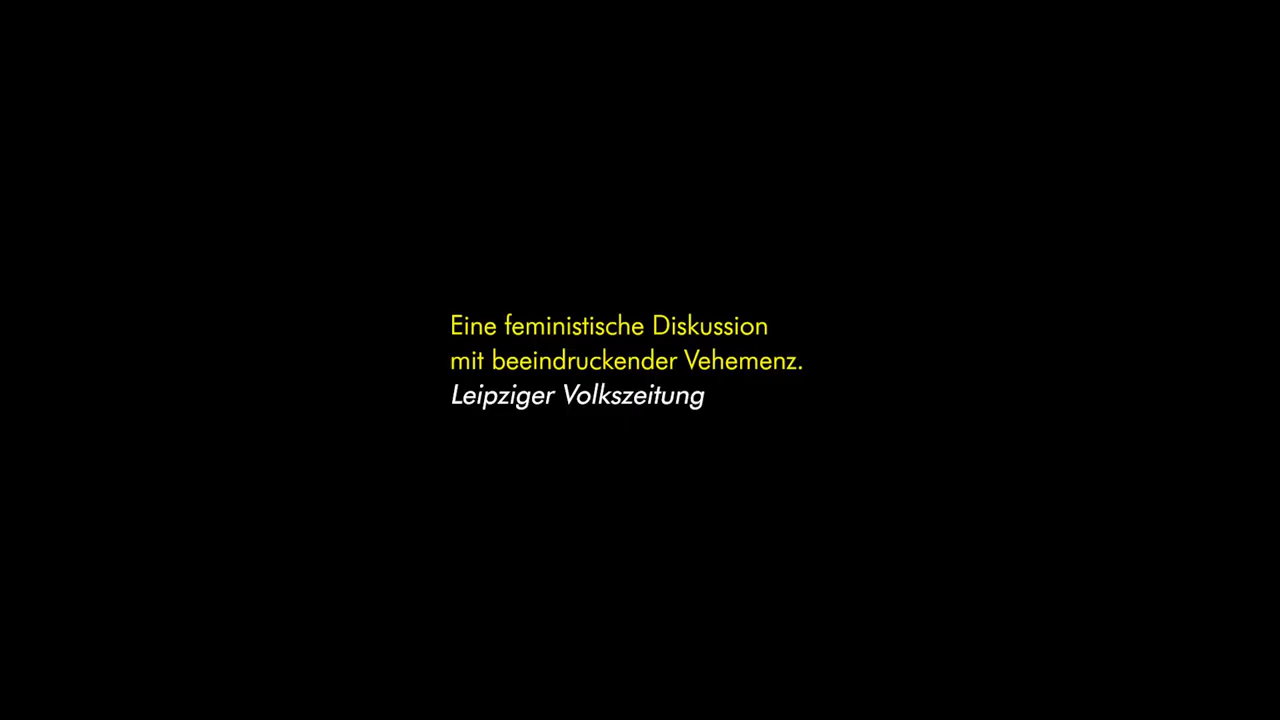 Eine feministische Diskussion
mit beeindruckender Vehemenz.
Leipziger Volkszeitung